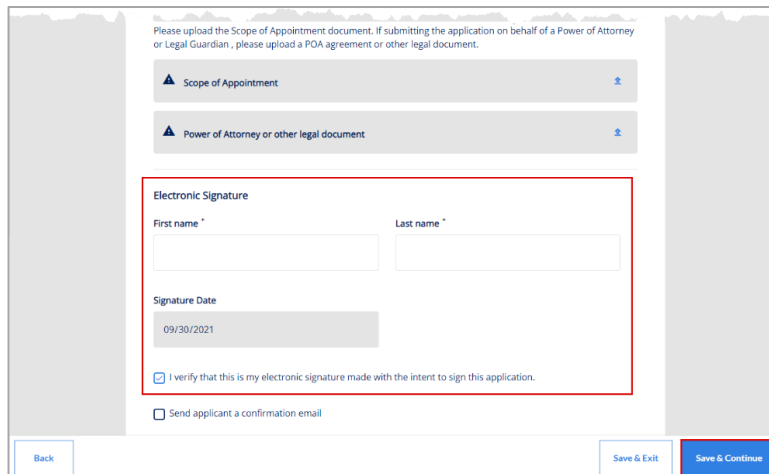 Please upload the Scope of Appointment document. If submitting the application on behalf of a Power of Attorney
or Legal Guardian , please upload a POA agreement or other legal document.
Scope of Appointment
Power of Attorney or other legal document
Electronic Signature
First name * Last name *
Signature Date
09/30/2021
I verify that this is my electronic signature made with the intent to sign this application.
Send applicant a confirmation email
Back Save & Exit Save & Continue